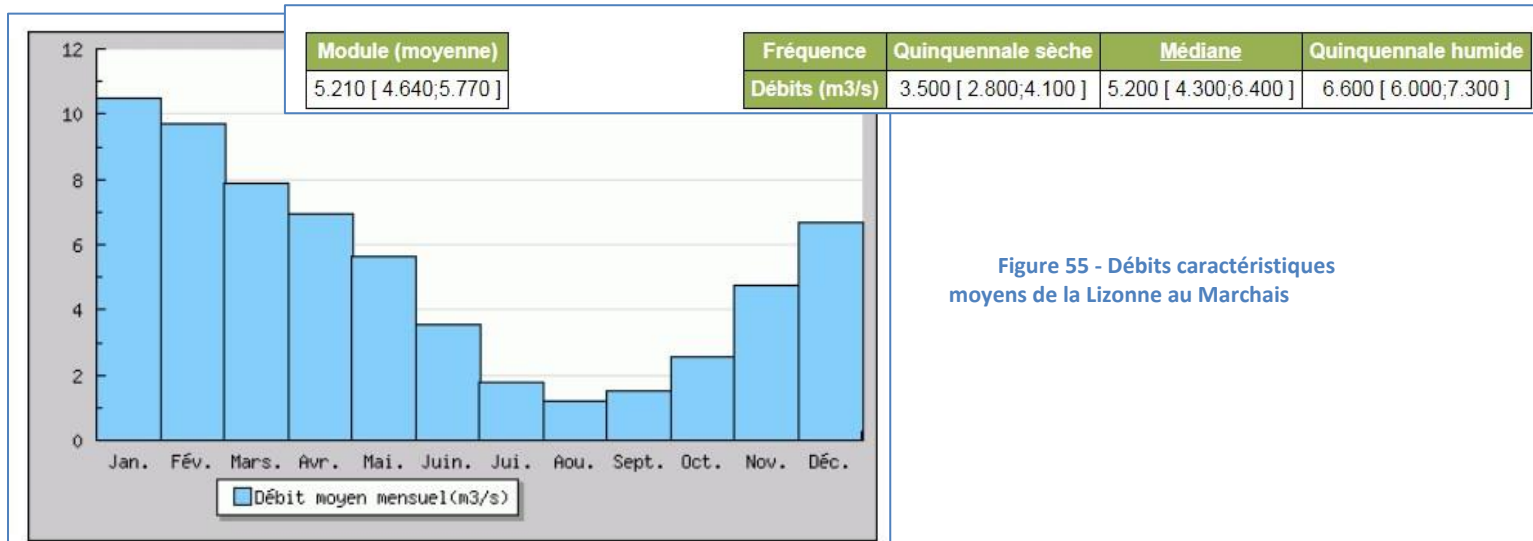 Module (moyenne)
5.210 [ 4.640;5.770 ]
Fréquence Quinquennale sèche Médiane Quinquennale humide
Débits (m3/s) 3.500 [ 2.800;4.100 ] 5.200 [ 4.300;6.400 ] 6.600 [ 6.000;7.300 ]
12
10
8
6
4
2
0
Jan. Fév. Mars. Avr. Mai. Juin. Jui. Aou. Sept. Oct. Nov. Déc.
Débit moyen mensuel(m3/s)
Figure 55 - Débits caractéristiques
moyens de la Lizonne au Marchais